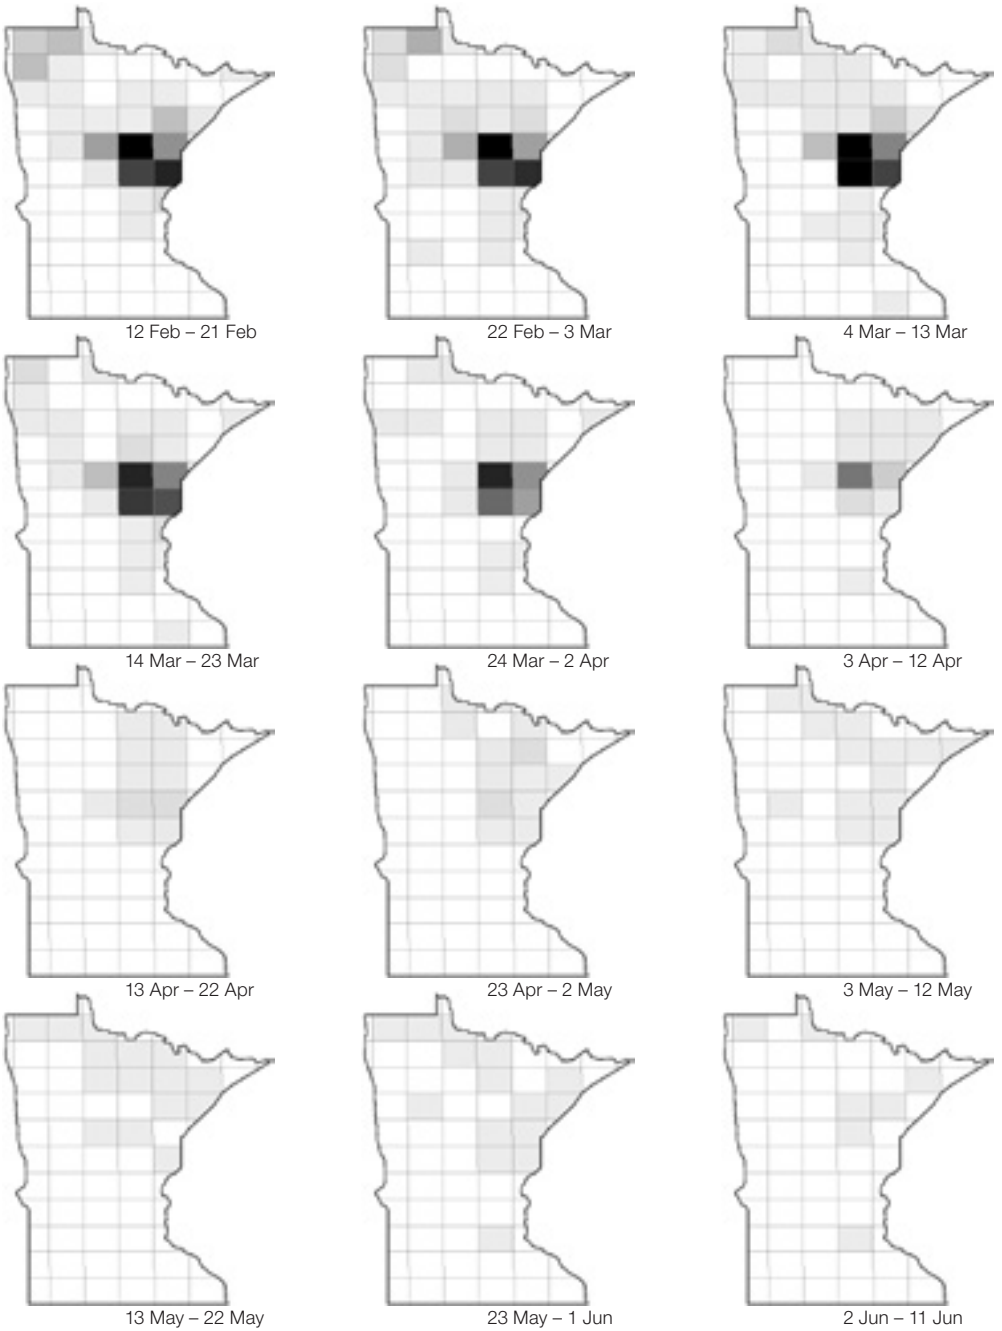 12 Feb – 21 Feb
22 Feb – 3 Mar
4 Mar – 13 Mar
14 Mar – 23 Mar
24 Mar – 2 Apr
3 Apr – 12 Apr
13 Apr – 22 Apr
23 Apr – 2 May
3 May – 12 May
13 May – 22 May
23 May – 1 Jun
2 Jun – 11 Jun